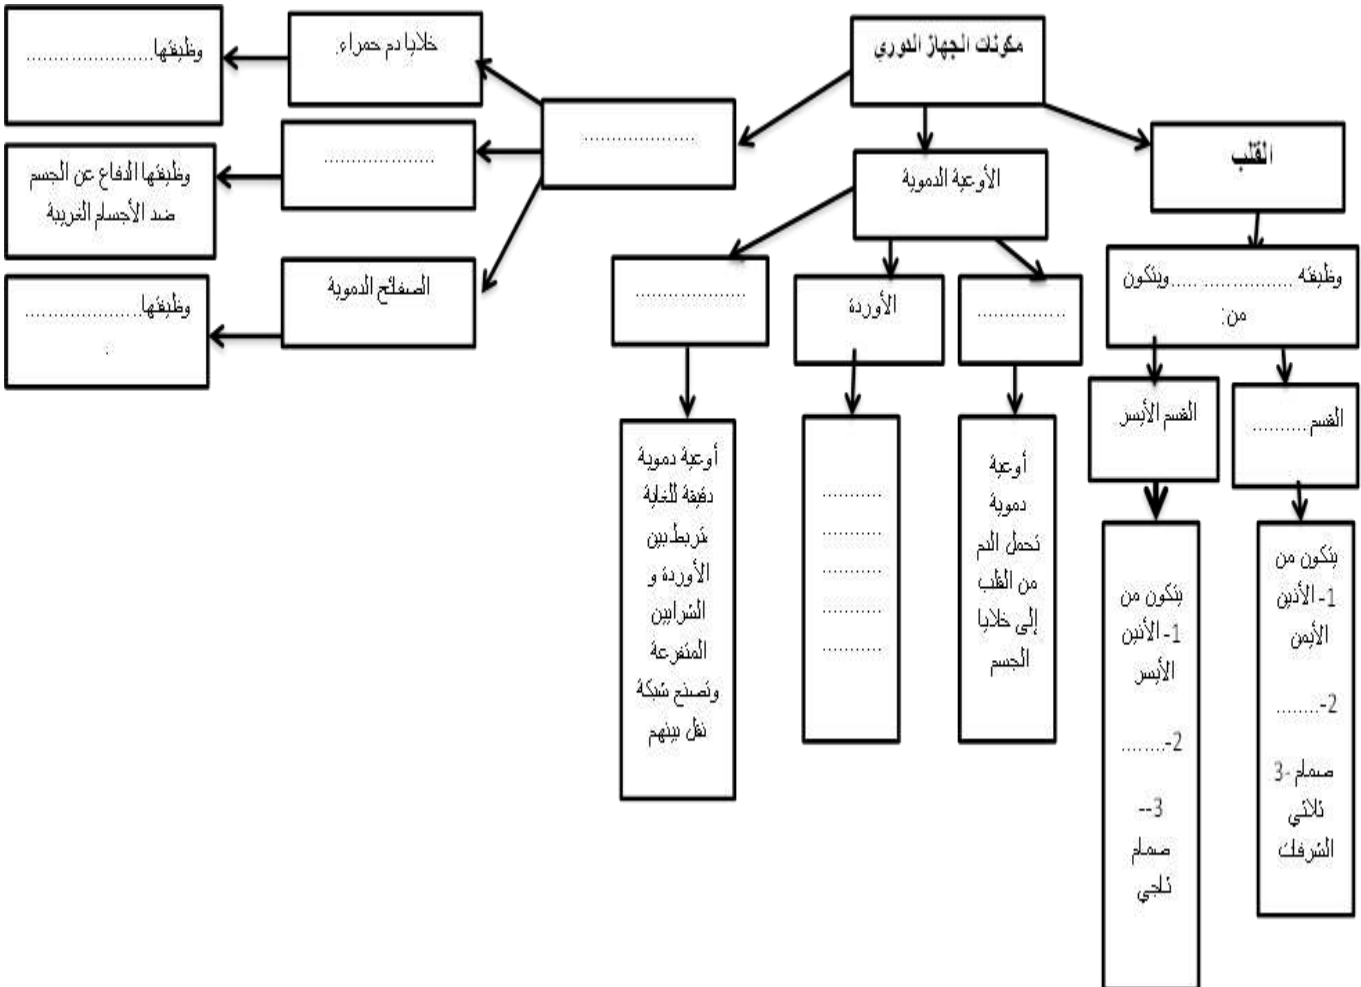 مكونات الجهاز الدوري
القلب
وظيفته ..................... ويتكون
من:
القسم..........
يتكون من
1- الأذين
الأيمن
2-........
3- صمام
ثلاثي
الشرفات
القسم الأيسر
يتكون من
1- الأذين
الأيسر
2-........
3--
صمام
تاجي
الأوعية الدموية
................
أوعية
دموية
تحمل الدم
من القلب
إلى خلايا
الجسم
الأوردة
...........
...........
...........
...........
...........
....................
أوعية دموية
دقيقة للغاية
تربط بين
الأوردة و
الشرايين
المتفرعة
وتصنع شبكة
نقل بينهم
....................
خلايا دم حمراء.
وظيفتها.......................
....................
وظيفتها الدفاع عن الجسم
ضد الأجسام الغريبة
الصفائح الدموية
وظيفتها.....................
.